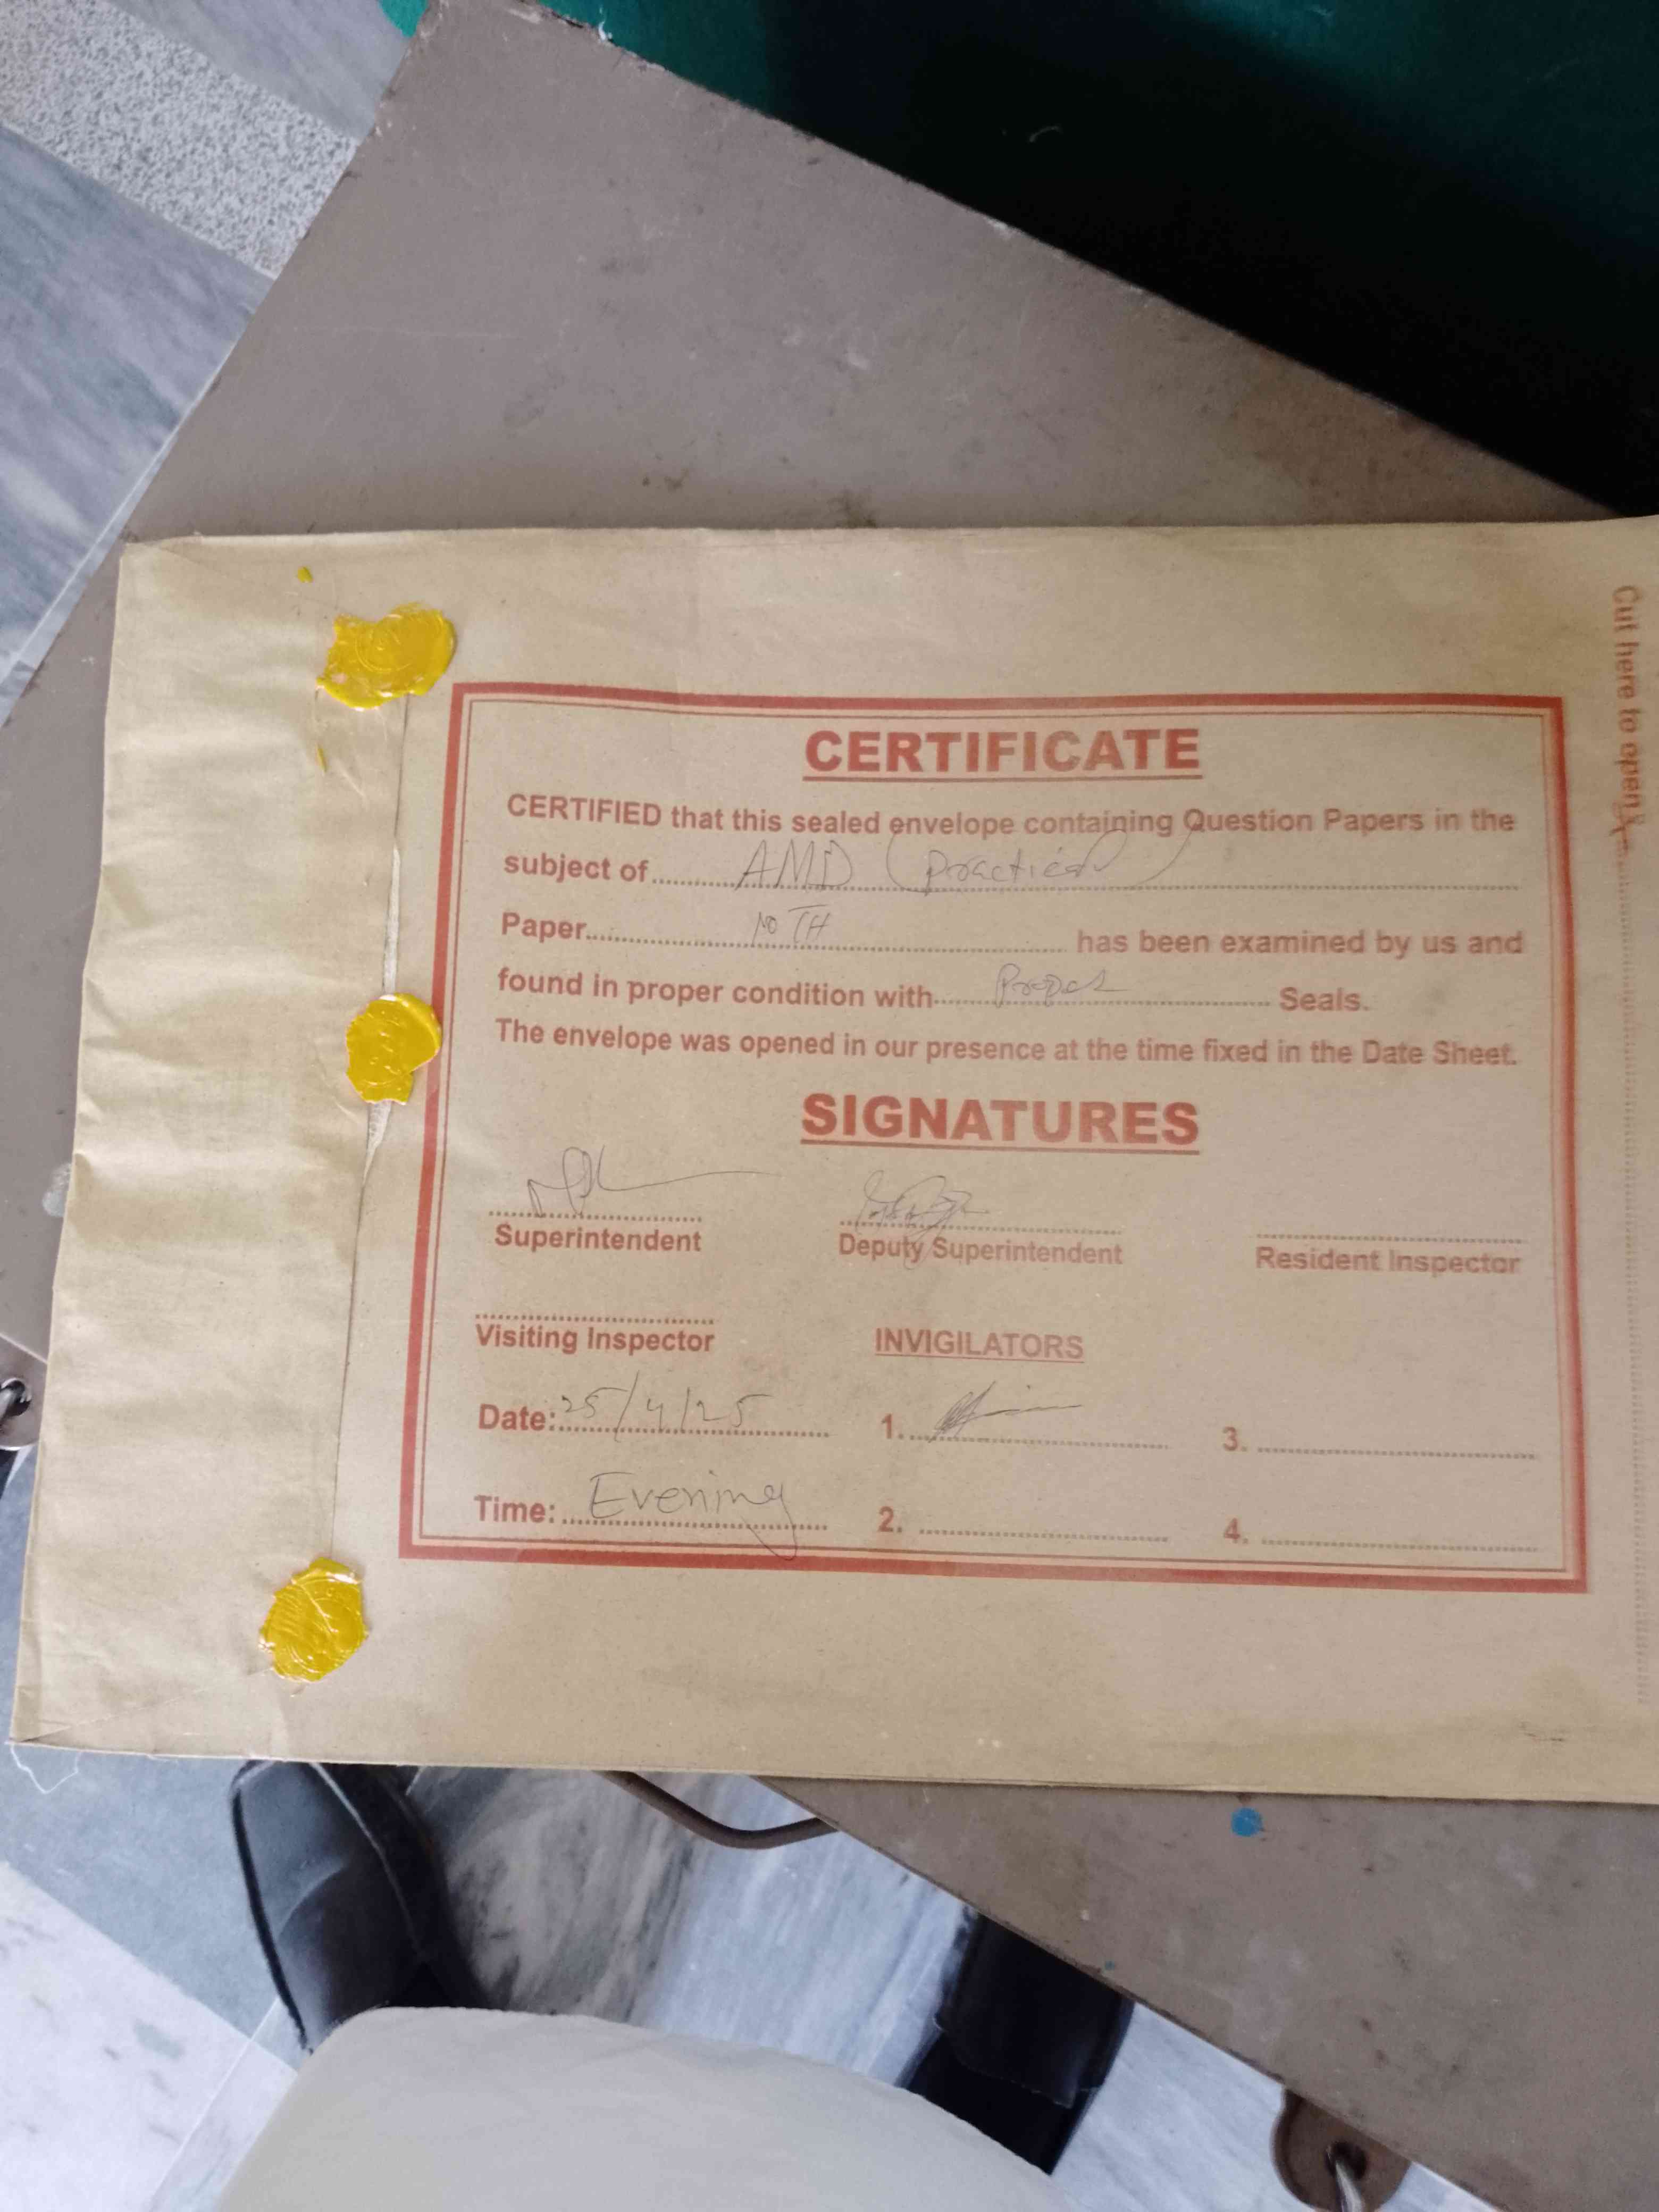 CERTIFICATE
CERTIFIED that this sealed envelope containing Question Papers in the
subject of AMD (Practical)
Paper No TH has been examined by us and
found in proper condition with Proper Seals.
The envelope was opened in our presence at the time fixed in the Date Sheet.
SIGNATURES
Superintendent Deputy Superintendent Resident Inspector
Visiting Inspector INVIGILATORS
Date: 25/4/25 1. 3.
Time: Evening 2. 4.
Cut here to open